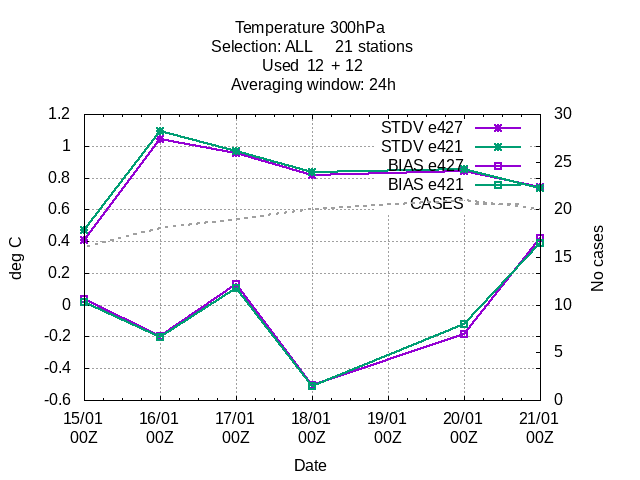 Temperature 300hPa
Selection: ALL 21 stations
Used 12 + 12
Averaging window: 24h
1.2
1
0.8
0.6
0.4
0.2
0
-0.2
-0.4
-0.6
deg C
30
25
20
15
10
5
0
No cases
STDV e427
STDV e421
BIAS e427
BIAS e421
CASES
15/01 16/01 17/01 18/01 19/01 20/01 21/01
00Z 00Z 00Z 00Z 00Z 00Z 00Z
Date